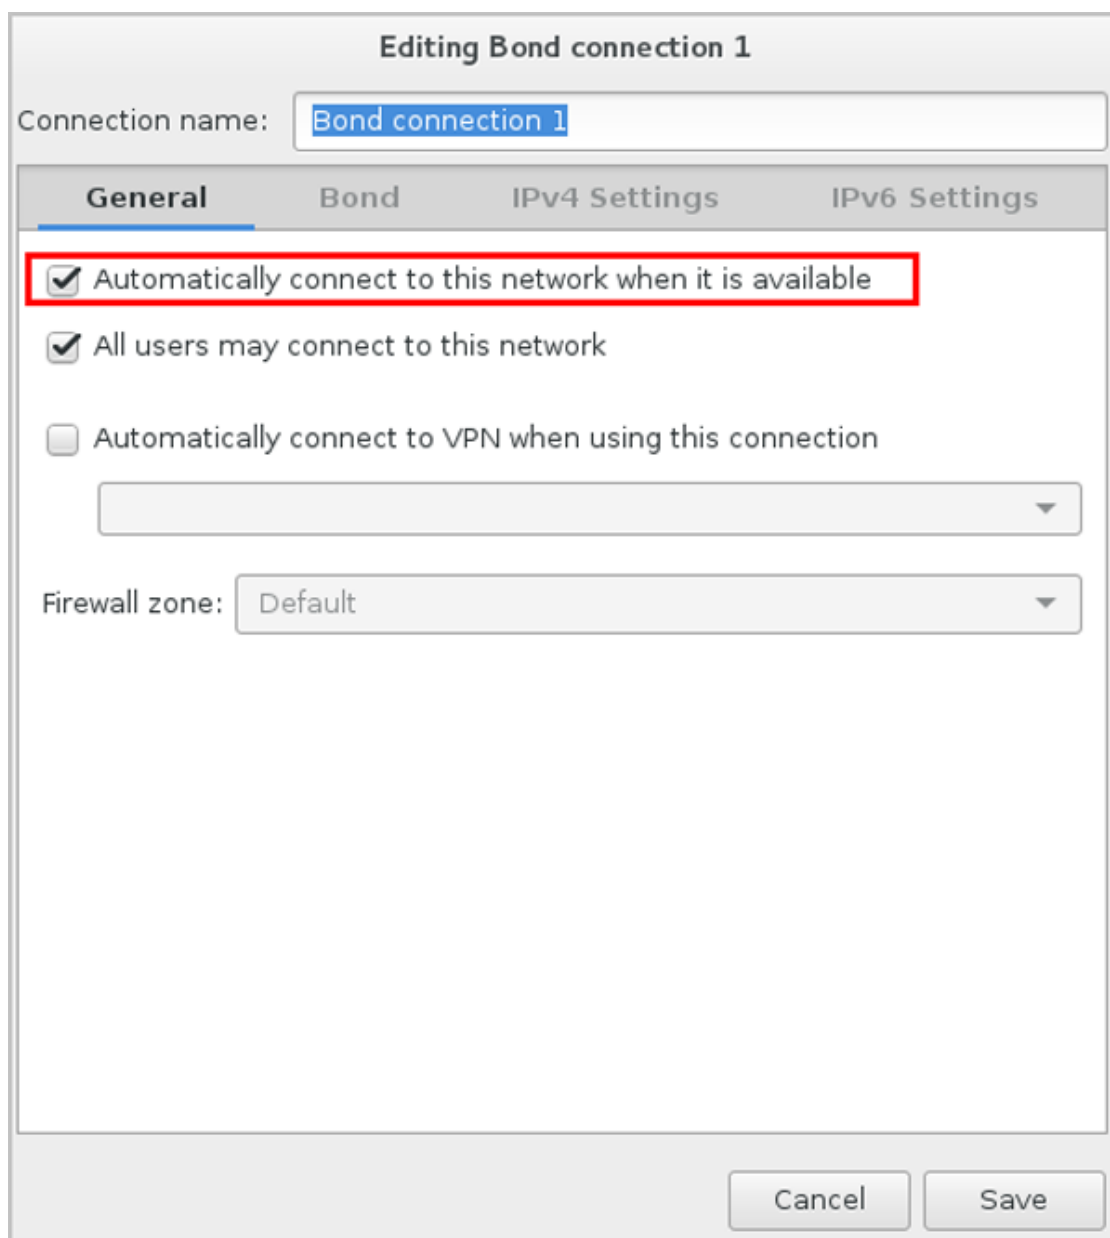 Editing Bond connection 1
Connection name: Bond connection 1
General Bond IPv4 Settings IPv6 Settings
Automatically connect to this network when it is available
All users may connect to this network
Automatically connect to VPN when using this connection
Firewall zone: Default
Cancel Save